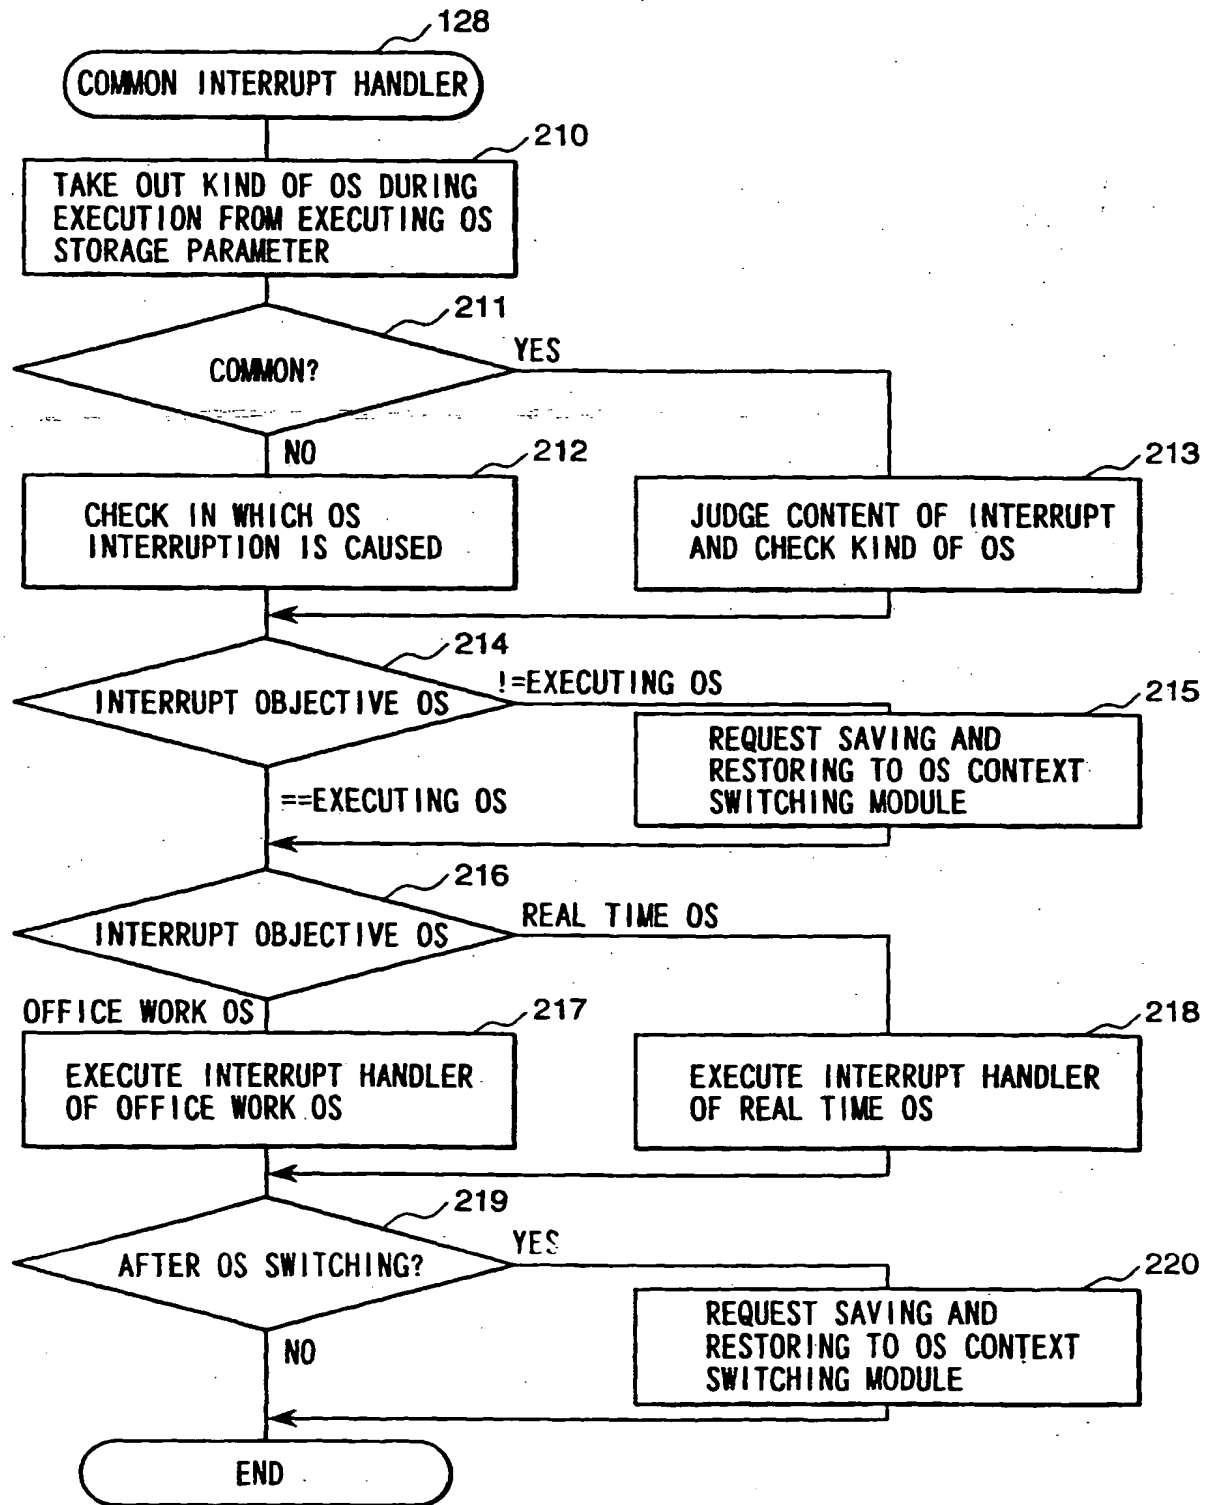 128
COMMON INTERRUPT HANDLER
210
TAKE OUT KIND OF OS DURING
EXECUTION FROM EXECUTING OS
STORAGE PARAMETER
211
COMMON?
YES
NO
212
CHECK IN WHICH OS
INTERRUPTION IS CAUSED
213
JUDGE CONTENT OF INTERRUPT
AND CHECK KIND OF OS
214
INTERRUPT OBJECTIVE OS
!=EXECUTING OS
215
REQUEST SAVING AND
RESTORING TO OS CONTEXT
SWITCHING MODULE
==EXECUTING OS
216
INTERRUPT OBJECTIVE OS
REAL TIME OS
OFFICE WORK OS
217
EXECUTE INTERRUPT HANDLER
OF OFFICE WORK OS
218
EXECUTE INTERRUPT HANDLER
OF REAL TIME OS
219
AFTER OS SWITCHING?
YES
220
REQUEST SAVING AND
RESTORING TO OS CONTEXT
SWITCHING MODULE
NO
END